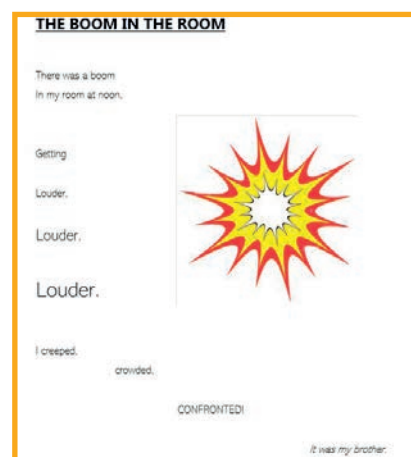 THE BOOM IN THE ROOM
There was a boom
In my room at noon.
Getting
Louder.
Louder.
Louder.
I creeped.
crowded.
CONFRONTED!
It was my brother.